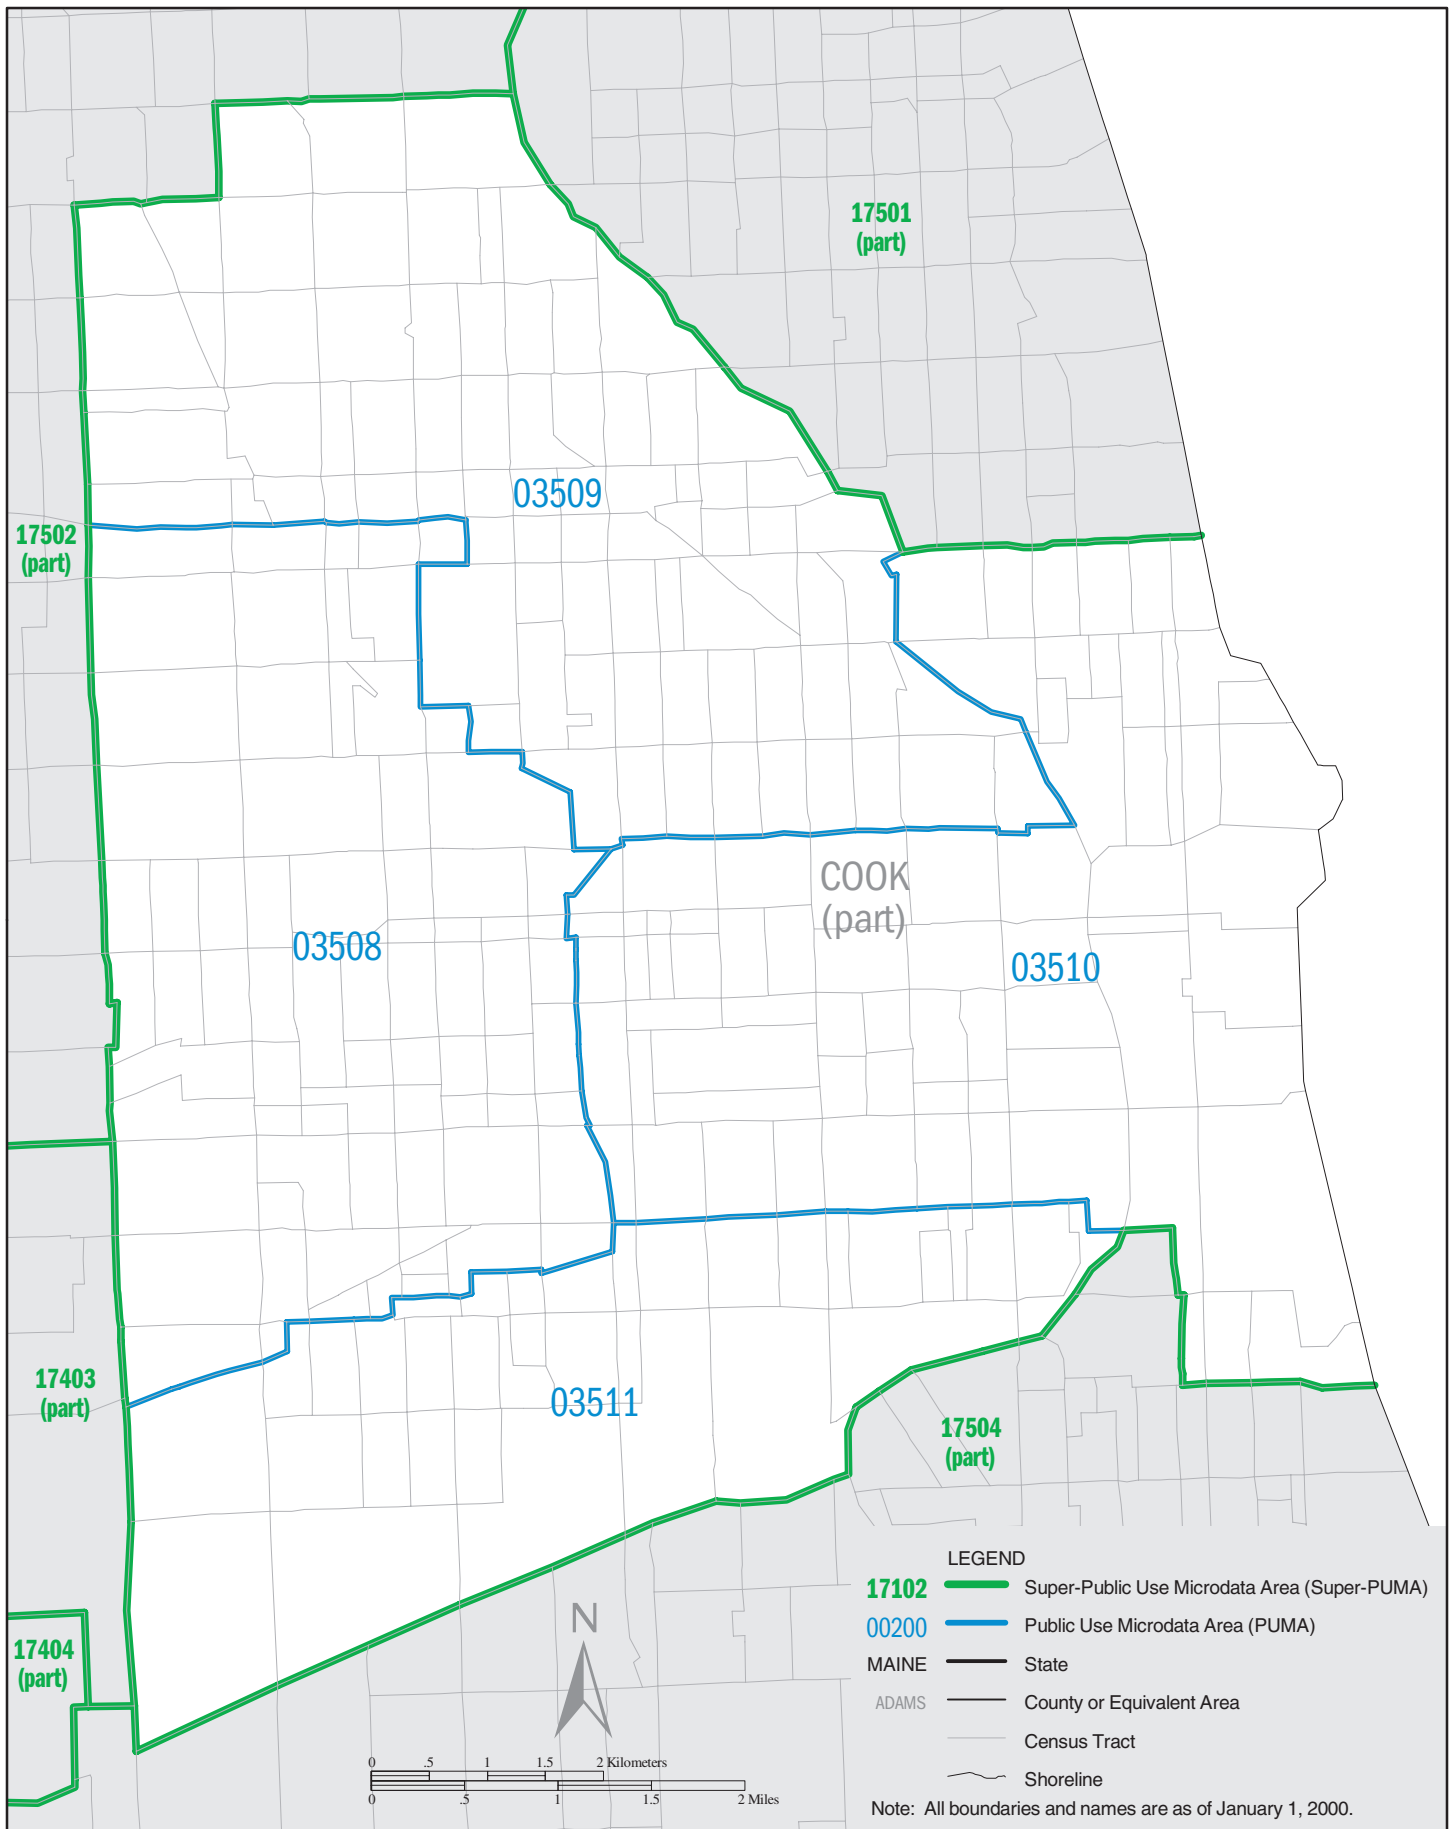 17501
(part)
03509
17502
(part)
COOK
(part)
03508
03510
17403
(part)
03511
17504
(part)
17404
(part)
N
0 .5 1 1.5 2 Kilometers
0 .5 1 1.5 2 Miles
LEGEND
17102 Super-Public Use Microdata Area (Super-PUMA)
00200 Public Use Microdata Area (PUMA)
MAINE State
ADAMS County or Equivalent Area
Census Tract
Shoreline
Note: All boundaries and names are as of January 1, 2000.